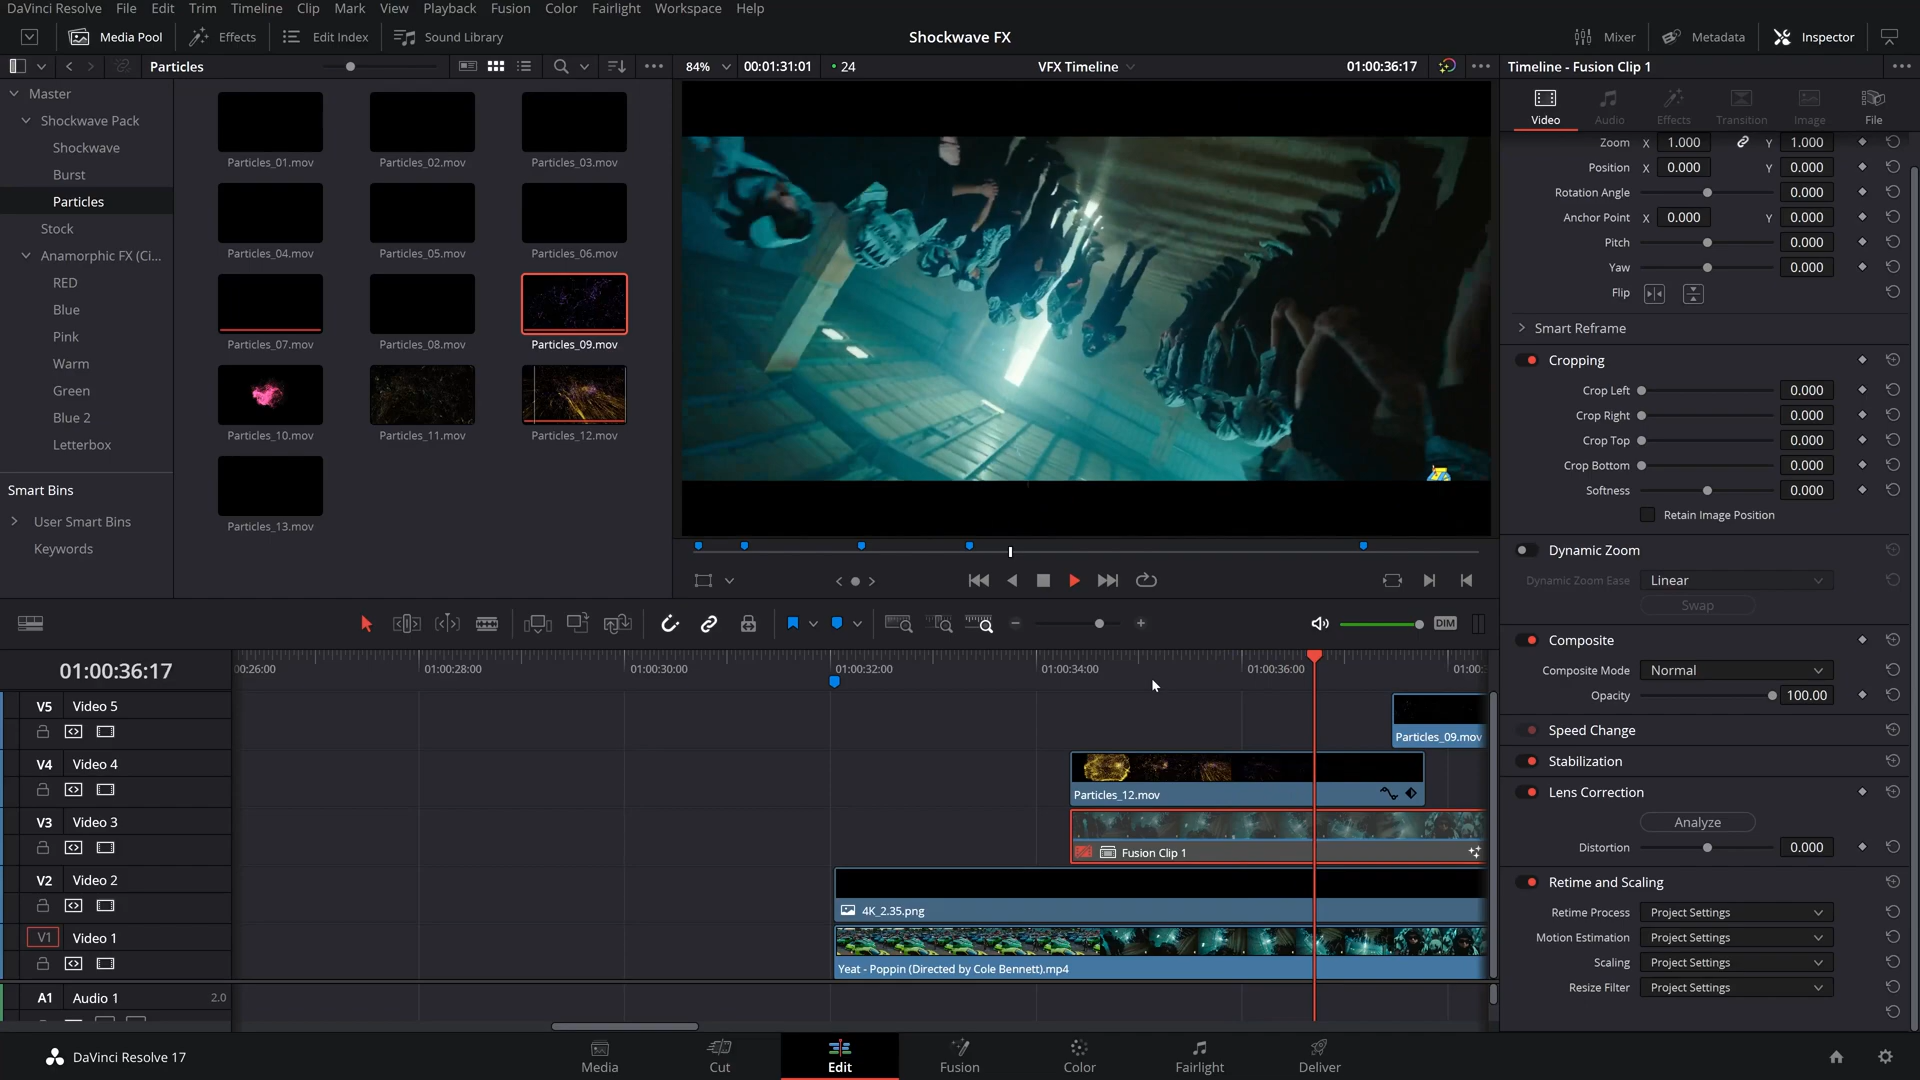 DaVinci Resolve File Edit Trim Timeline Clip Mark View Playback Fusion Color Fairlight Workspace Help
Media Pool Effects Edit Index Sound Library Shockwave FX Mixer Metadata Inspector
Particles 84% 00:01:31:01 24 VFX Timeline 01:00:36:17 Timeline - Fusion Clip 1
Master
Shockwave Pack
Shockwave
Burst
Particles
Stock
Anamorphic FX (Ci...
RED
Blue
Pink
Warm
Green
Blue 2
Letterbox
Smart Bins
User Smart Bins
Keywords
Particles_01.mov Particles_02.mov Particles_03.mov
Particles_04.mov Particles_05.mov Particles_06.mov
Particles_07.mov Particles_08.mov Particles_09.mov
Particles_10.mov Particles_11.mov Particles_12.mov
Particles_13.mov
Video Audio Effects Transition Image File
Zoom X 1.000 Y 1.000
Position X 0.000 Y 0.000
Rotation Angle 0.000
Anchor Point X 0.000 Y 0.000
Pitch 0.000
Yaw 0.000
Flip
Smart Reframe
Cropping
Crop Left 0.000
Crop Right 0.000
Crop Top 0.000
Crop Bottom 0.000
Softness 0.000
Retain Image Position
Dynamic Zoom
Dynamic Zoom Ease Linear
Swap
Composite
Composite Mode Normal
Opacity 100.00
Speed Change
Stabilization
Lens Correction
Analyze
Distortion 0.000
Retime and Scaling
Retime Process Project Settings
Motion Estimation Project Settings
Scaling Project Settings
Resize Filter Project Settings
DIM
01:00:36:17 00:26:00 01:00:28:00 01:00:30:00 01:00:32:00 01:00:34:00 01:00:36:00 01:00:3
V5 Video 5
Particles_09.mov
V4 Video 4
Particles_12.mov
V3 Video 3
Fusion Clip 1
V2 Video 2
4K_2.35.png
V1 Video 1
Yeat - Poppin (Directed by Cole Bennett).mp4
A1 Audio 1 2.0
DaVinci Resolve 17 Media Cut Edit Fusion Color Fairlight Deliver